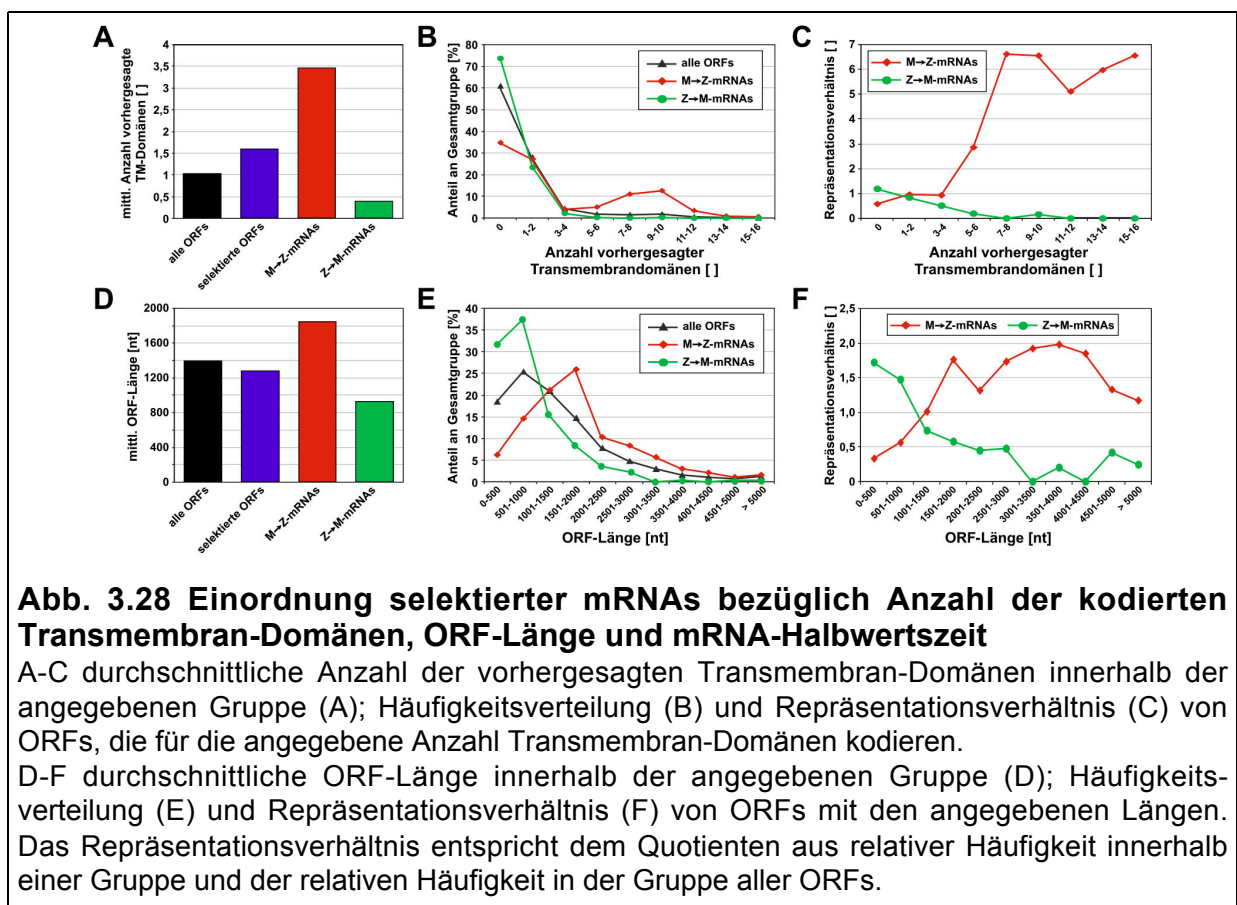 A
mittl. Anzahl vorhergesagte
TM-Domänen [ ]
4
3,5
3
2,5
2
1,5
1
0,5
0
alle ORFs
selektierte ORFs
M→Z-mRNAs
Z→M-mRNAs
B
Anteil an Gesamtgruppe [%]
80
70
60
50
40
30
20
10
0
alle ORFs
M→Z-mRNAs
Z→M-mRNAs
0
1-2
3-4
5-6
7-8
9-10
11-12
13-14
15-16
Anzahl vorhergesagter
Transmembrandomänen [ ]
C
Repräsentationsverhältnis [ ]
7
6
5
4
3
2
1
0
M→Z-mRNAs
Z→M-mRNAs
0
1-2
3-4
5-6
7-8
9-10
11-12
13-14
15-16
Anzahl vorhergesagter
Transmembrandomänen [ ]
D
mittl. ORF-Länge [nt]
2000
1600
1200
800
400
0
alle ORFs
selektierte ORFs
M→Z-mRNAs
Z→M-mRNAs
E
Anteil an Gesamtgruppe [%]
40
35
30
25
20
15
10
5
0
alle ORFs
M→Z-mRNAs
Z→M-mRNAs
0-500
501-1000
1001-1500
1501-2000
2001-2500
2501-3000
3001-3500
3501-4000
4001-4500
4501-5000
> 5000
ORF-Länge [nt]
F
Repräsentationsverhältnis [ ]
2,5
2,0
1,5
1,0
0,5
0
M→Z-mRNAs
Z→M-mRNAs
0-500
501-1000
1001-1500
1501-2000
2001-2500
2501-3000
3001-3500
3501-4000
4001-4500
4501-5000
> 5000
ORF-Länge [nt]
Abb. 3.28 Einordnung selektierter mRNAs bezüglich Anzahl der kodierten
Transmembran-Domänen, ORF-Länge und mRNA-Halbwertszeit
A-C durchschnittliche Anzahl der vorhergesagten Transmembran-Domänen innerhalb der
angegebenen Gruppe (A); Häufigkeitsverteilung (B) und Repräsentationsverhältnis (C) von
ORFs, die für die angegebene Anzahl Transmembran-Domänen kodieren.
D-F durchschnittliche ORF-Länge innerhalb der angegebenen Gruppe (D); Häufigkeits-
verteilung (E) und Repräsentationsverhältnis (F) von ORFs mit den angegebenen Längen.
Das Repräsentationsverhältnis entspricht dem Quotienten aus relativer Häufigkeit innerhalb
einer Gruppe und der relativen Häufigkeit in der Gruppe aller ORFs.